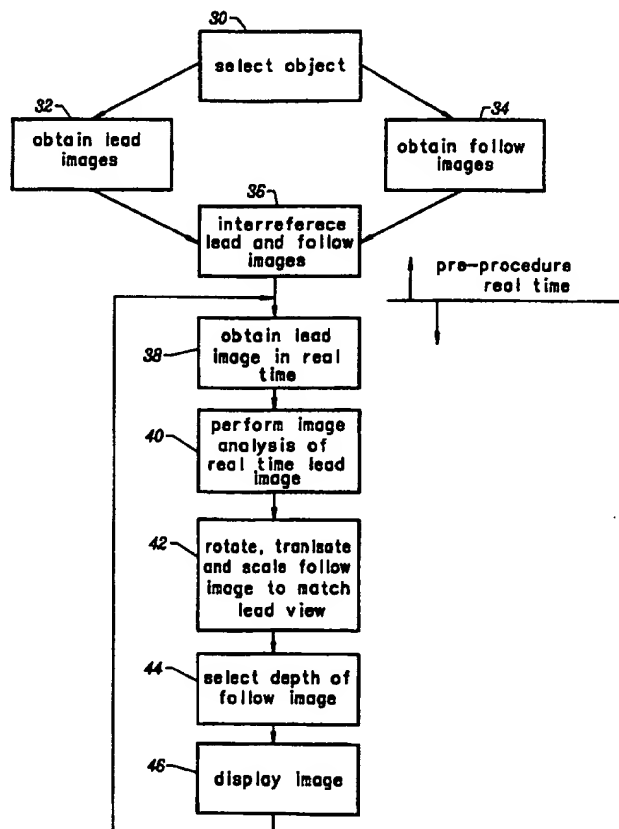 30
select object
32
obtain lead
images
34
obtain follow
images
36
interreferece
lead and follow
images
pre-procedure
real time
38
obtain lead
image in real
time
40
perform image
analysis of
real time lead
image
42
rotate, tranlsate
and scale follow
image to match
lead view
44
select depth of
follow image
46
display image